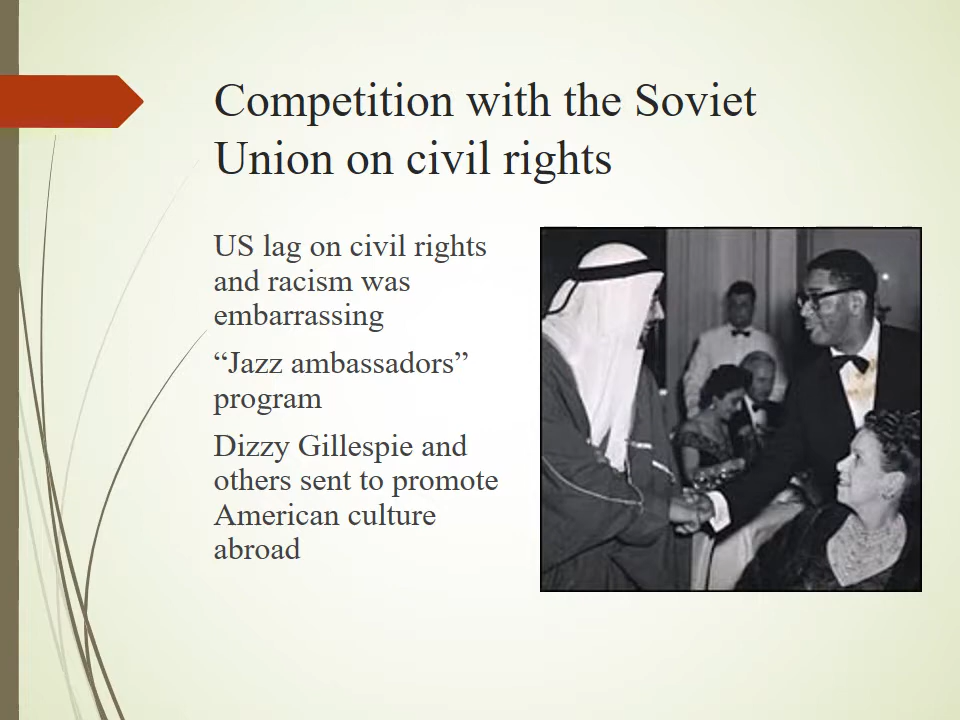 Competition with the Soviet
Union on civil rights
US lag on civil rights
and racism was
embarrassing
“Jazz ambassadors”
program
Dizzy Gillespie and
others sent to promote
American culture
abroad